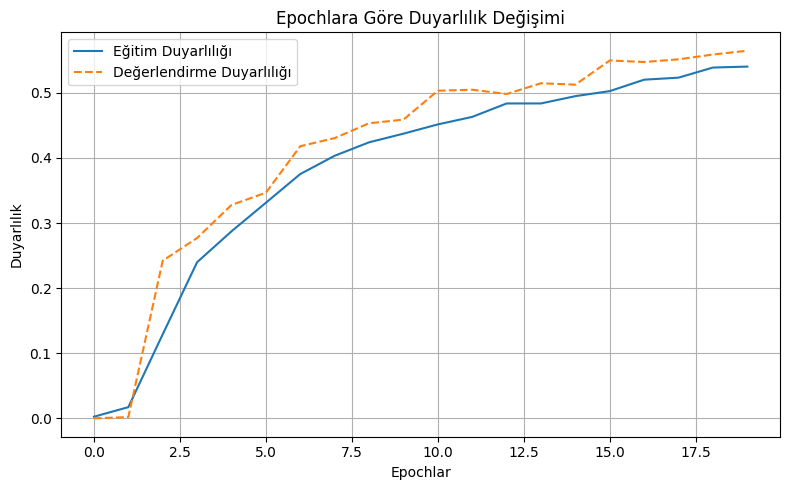 Epochlara Göre Duyarlılık Değişimi
Eğitim Duyarlılığı
Değerlendirme Duyarlılığı
Duyarlılık
0.5
0.4
0.3
0.2
0.1
0.0
0.0 2.5 5.0 7.5 10.0 12.5 15.0 17.5
Epochlar